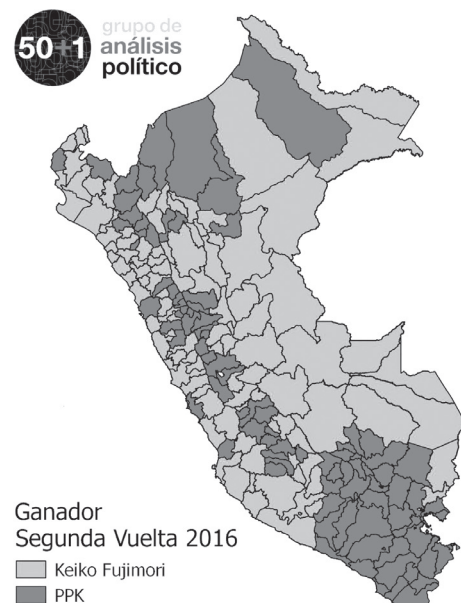 50+1
grupo de
análisis
político
Ganador
Segunda Vuelta 2016
Keiko Fujimori
PPK